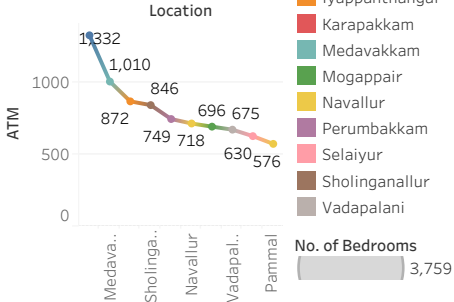 Location
ATM
1000
500
0
1,332
1,010
872
846
749
718
696
675
630
576
Medava..
Sholinga..
Navallur
Vadapal..
Pammal
Iyappanthangal
Karapakkam
Medavakkam
Mogappair
Navallur
Perumbakkam
Selaiyur
Sholinganallur
Vadapalani
No. of Bedrooms
3,759